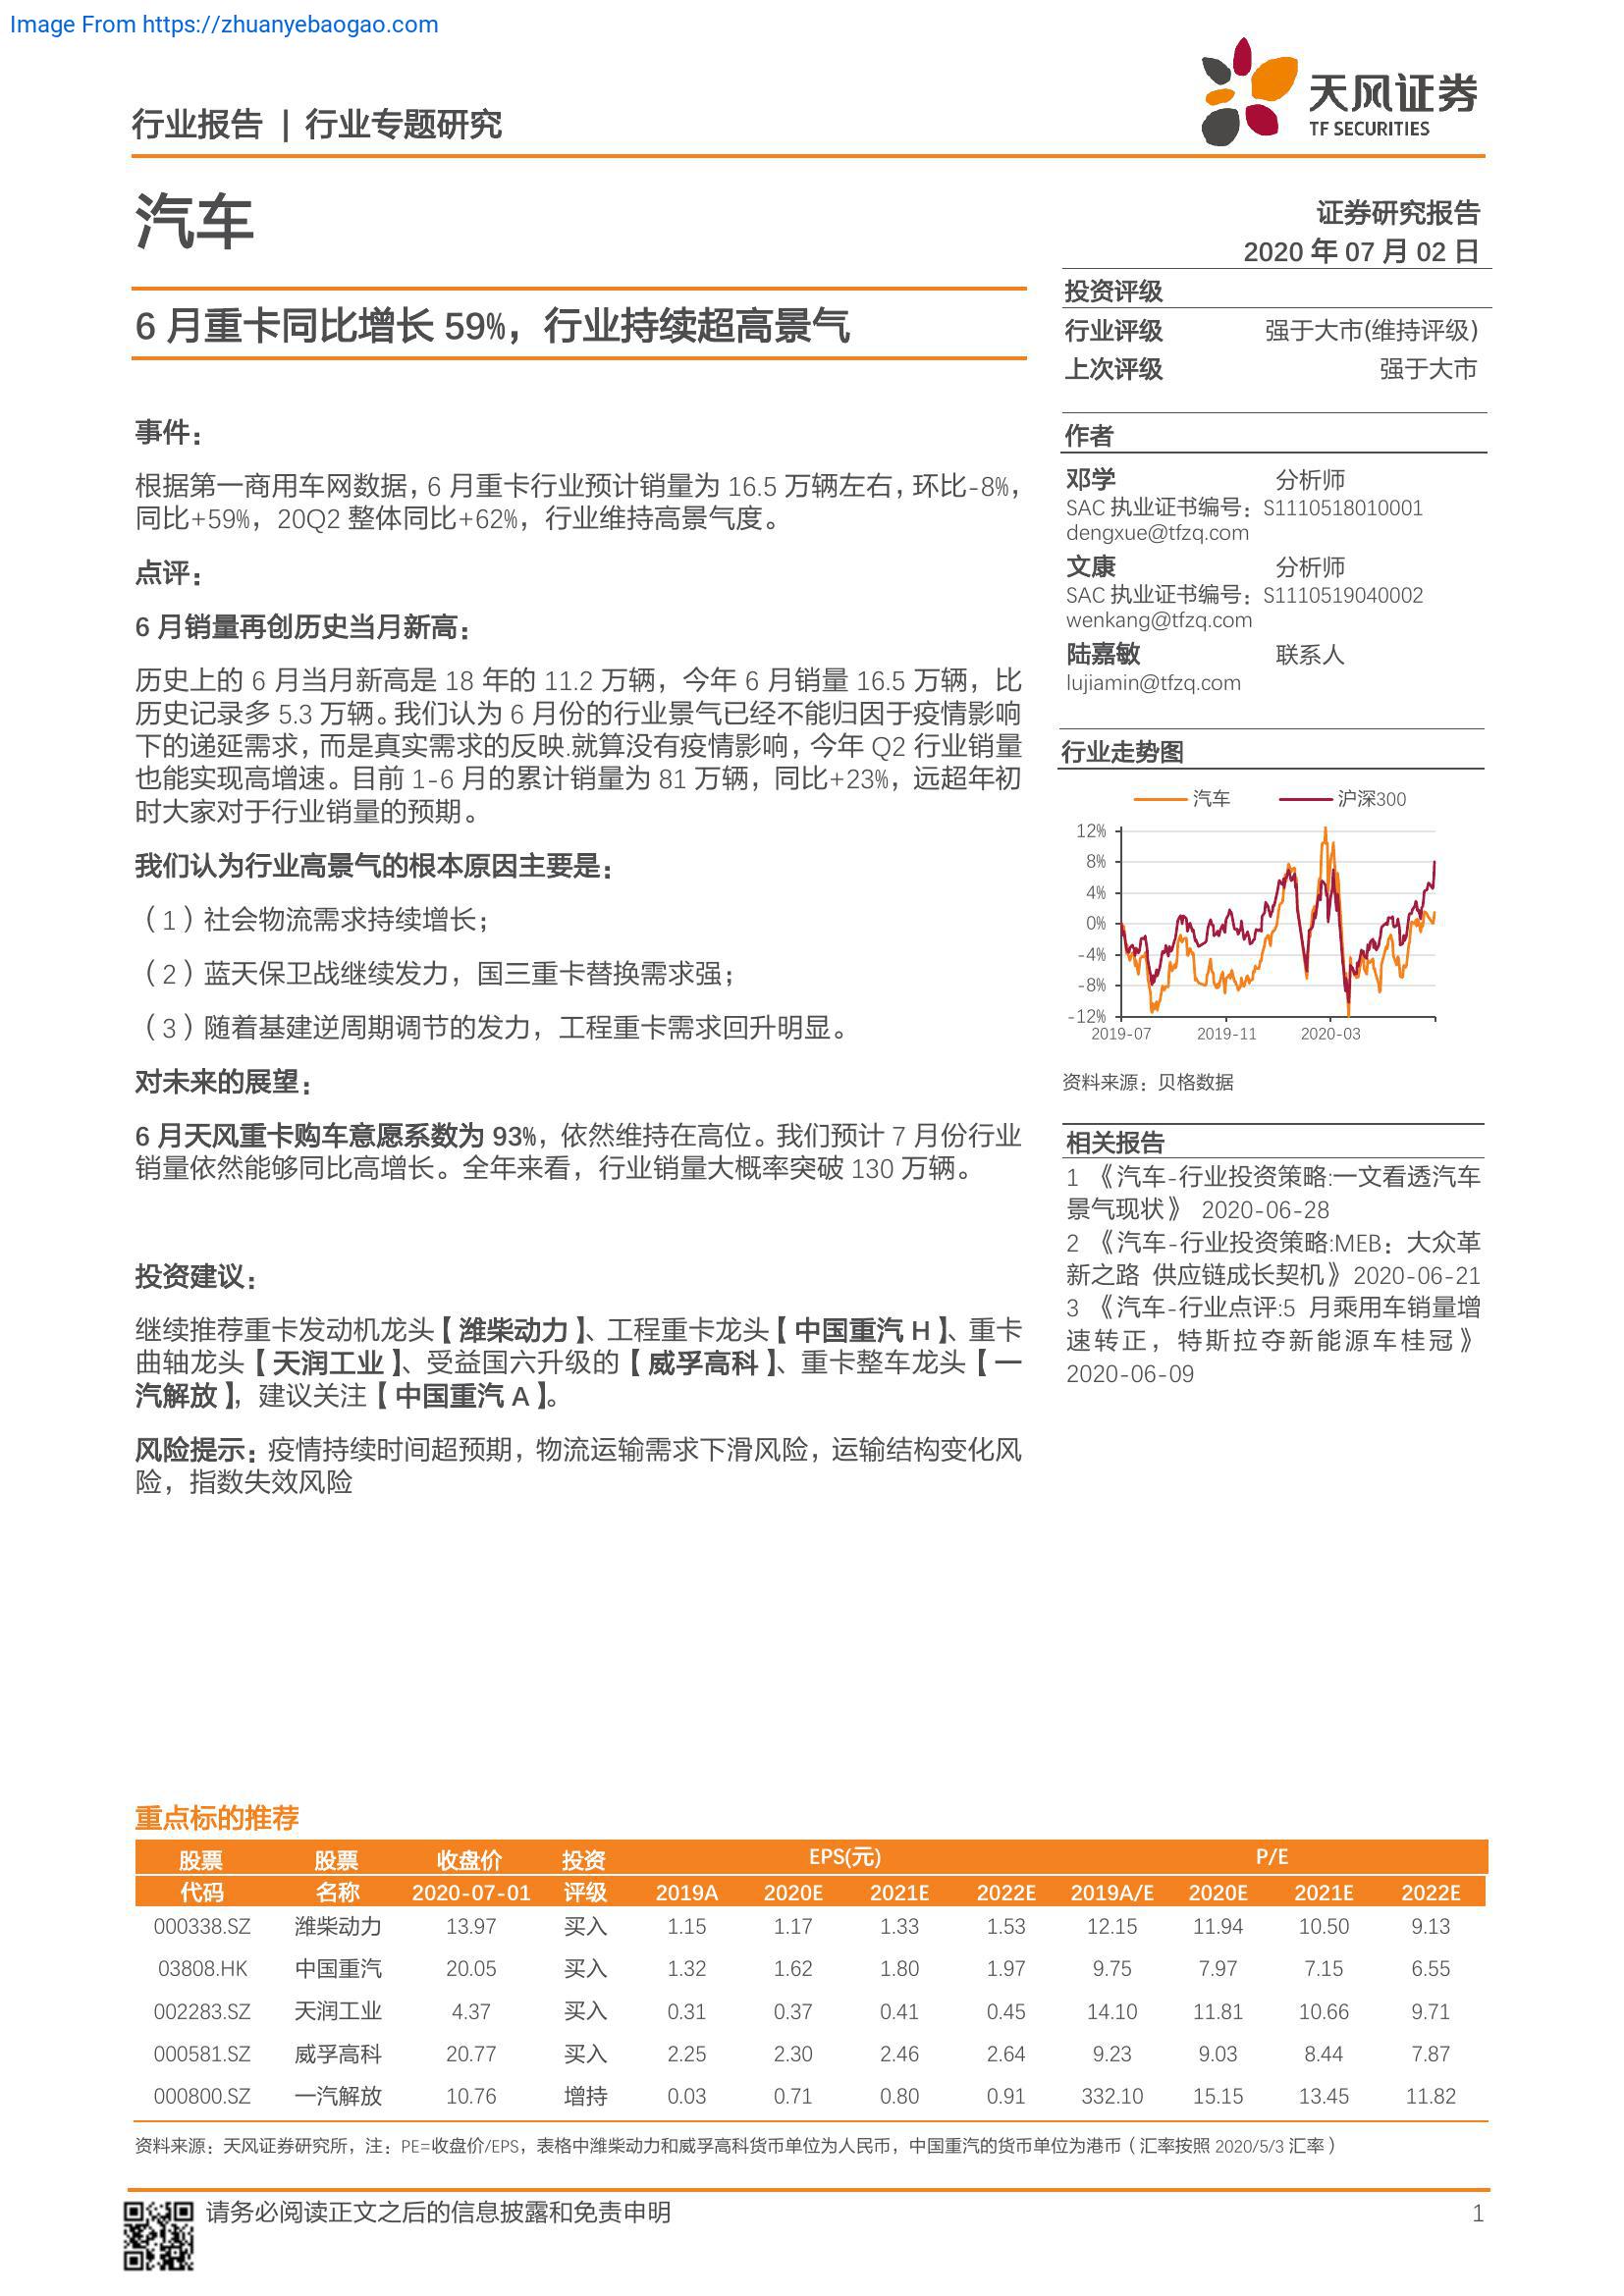 Image From https://zhuanyebaogao.com
行业报告 | 行业专题研究
天风证券
TF SECURITIES
汽车
证券研究报告
2020 年 07 月 02 日
6 月重卡同比增长 59%，行业持续超高景气
投资评级
行业评级 强于大市(维持评级)
上次评级 强于大市
事件：
根据第一商用车网数据，6 月重卡行业预计销量为 16.5 万辆左右，环比-8%，
同比+59%，20Q2 整体同比+62%，行业维持高景气度。
点评：
6 月销量再创历史当月新高：
历史上的 6 月当月新高是 18 年的 11.2 万辆，今年 6 月销量 16.5 万辆，比
历史记录多 5.3 万辆。我们认为 6 月份的行业景气已经不能归因于疫情影响
下的递延需求，而是真实需求的反映.就算没有疫情影响，今年 Q2 行业销量
也能实现高增速。目前 1-6 月的累计销量为 81 万辆，同比+23%，远超年初
时大家对于行业销量的预期。
我们认为行业高景气的根本原因主要是：
（1）社会物流需求持续增长；
（2）蓝天保卫战继续发力，国三重卡替换需求强；
（3）随着基建逆周期调节的发力，工程重卡需求回升明显。
对未来的展望：
6 月天风重卡购车意愿系数为 93%，依然维持在高位。我们预计 7 月份行业
销量依然能够同比高增长。全年来看，行业销量大概率突破 130 万辆。
投资建议：
继续推荐重卡发动机龙头【潍柴动力】、工程重卡龙头【中国重汽 H】、重卡
曲轴龙头【天润工业】、受益国六升级的【威孚高科】、重卡整车龙头【一
汽解放】，建议关注【中国重汽 A】。
风险提示：疫情持续时间超预期，物流运输需求下滑风险，运输结构变化风
险，指数失效风险
作者
邓学 分析师
SAC 执业证书编号：S1110518010001
dengxue@tfzq.com
文康 分析师
SAC 执业证书编号：S1110519040002
wenkang@tfzq.com
陆嘉敏 联系人
lujiamin@tfzq.com
行业走势图
汽车 沪深300
12%
8%
4%
0%
-4%
-8%
-12%
2019-07 2019-11 2020-03
资料来源：贝格数据
相关报告
1 《汽车-行业投资策略:一文看透汽车
景气现状》 2020-06-28
2 《汽车-行业投资策略:MEB：大众革
新之路 供应链成长契机》 2020-06-21
3 《汽车-行业点评:5 月乘用车销量增
速转正，特斯拉夺新能源车桂冠》
2020-06-09
重点标的推荐
股票 股票 收盘价 投资 EPS(元) P/E
代码 名称 2020-07-01 评级 2019A 2020E 2021E 2022E 2019A/E 2020E 2021E 2022E
000338.SZ 潍柴动力 13.97 买入 1.15 1.17 1.33 1.53 12.15 11.94 10.50 9.13
03808.HK 中国重汽 20.05 买入 1.32 1.62 1.80 1.97 9.75 7.97 7.15 6.55
002283.SZ 天润工业 4.37 买入 0.31 0.37 0.41 0.45 14.10 11.81 10.66 9.71
000581.SZ 威孚高科 20.77 买入 2.25 2.30 2.46 2.64 9.23 9.03 8.44 7.87
000800.SZ 一汽解放 10.76 增持 0.03 0.71 0.80 0.91 332.10 15.15 13.45 11.82
资料来源：天风证券研究所，注：PE=收盘价/EPS，表格中潍柴动力和威孚高科货币单位为人民币，中国重汽的货币单位为港币（汇率按照 2020/5/3 汇率）
请务必阅读正文之后的信息披露和免责申明 1